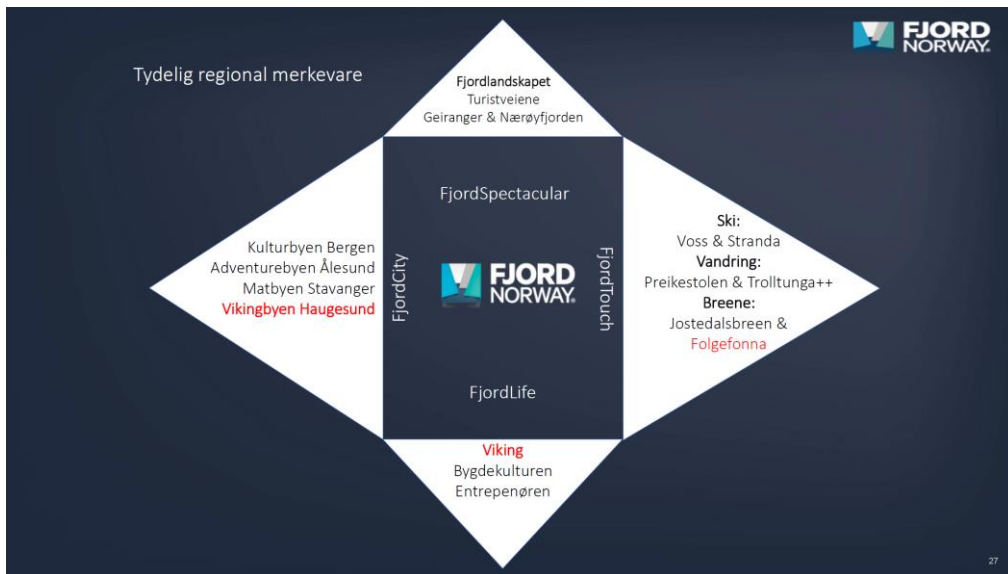 FJORD
NORWAY®
Tydelig regional merkevare
Fjordlandskapet
Turistveiene
Geiranger & Nærøyfjorden
FjordSpectacular
Kulturbyen Bergen
Adventurebyen Ålesund
Matbyen Stavanger
Vikingbyen Haugesund
FjordCity
FJORD
NORWAY®
FjordTouch
Ski:
Voss & Stranda
Vandring:
Preikestolen & Trolltunga++
Breene:
Jostedalsbreen &
Folgefonna
FjordLife
Viking
Bygdekulturen
Entrepenøren
27